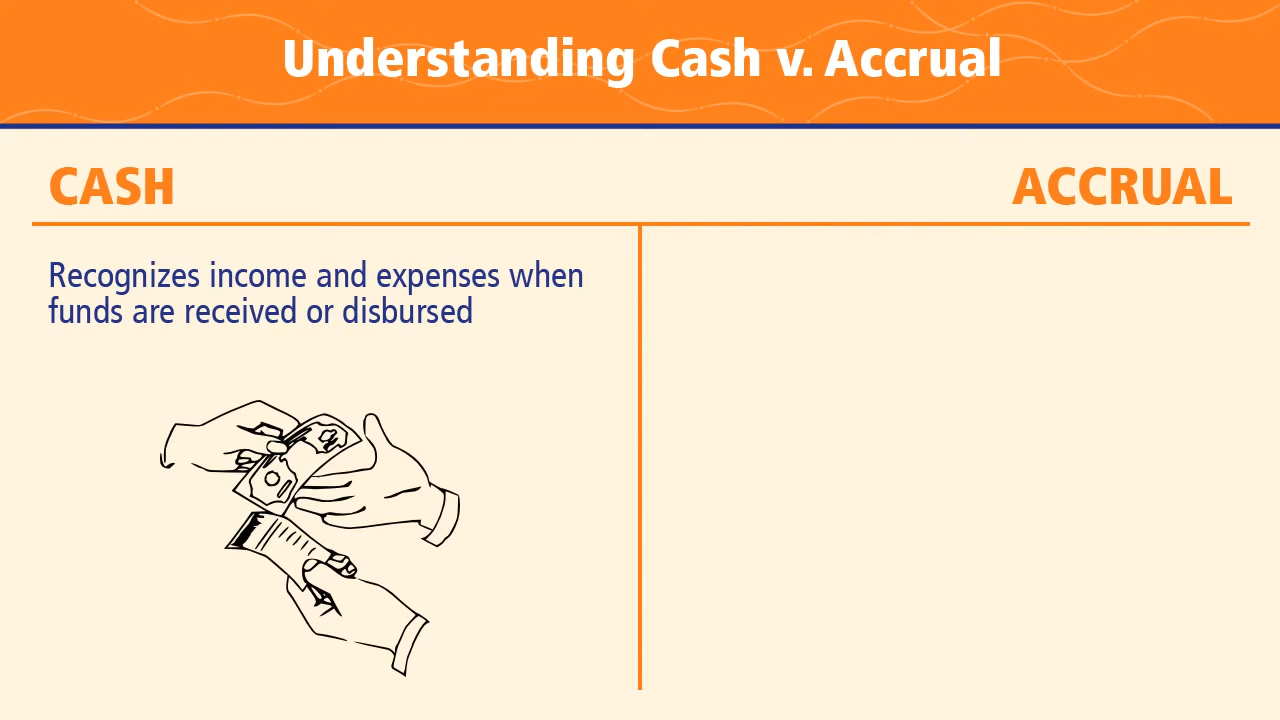 Understanding Cash v. Accrual
CASH
ACCRUAL
Recognizes income and expenses when
funds are received or disbursed